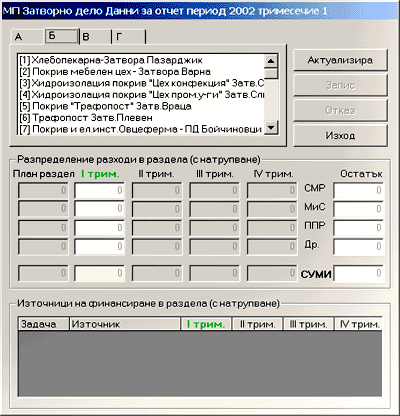 МП Затворно дело Данни за отчет период 2002 тримесечие 1
А Б В Г
[1] Хлебопекарна-Затвора Пазарджик
[2] Покрив мебелен цех - Затвора Варна
[3] Хидроизолация покрив "Цех конфекция" Затв.С
[4] Хидроизолация покрив "Цех пром.у-ги" Затв.Сл
[5] Покрив "Трафопост" Затв.Враца
[6] Трафопост Затв.Плевен
[7] Покрив и ел.инст.Овцеферма - ПД Бойчиновци
Актуализира
Запис
Отказ
Изход
Разпределение разходи в раздела (с натрупване)
План раздел I трим. II трим. III трим. IV трим. Остатък
0 0 0 0 0 СМР 0
0 0 0 0 0 МиС 0
0 0 0 0 0 ППР 0
0 0 0 0 0 Др. 0
0 0 0 0 0 СУМИ 0
Източници на финансиране в раздела (с натрупване)
Задача Източник I трим. II трим. III трим. IV трим.